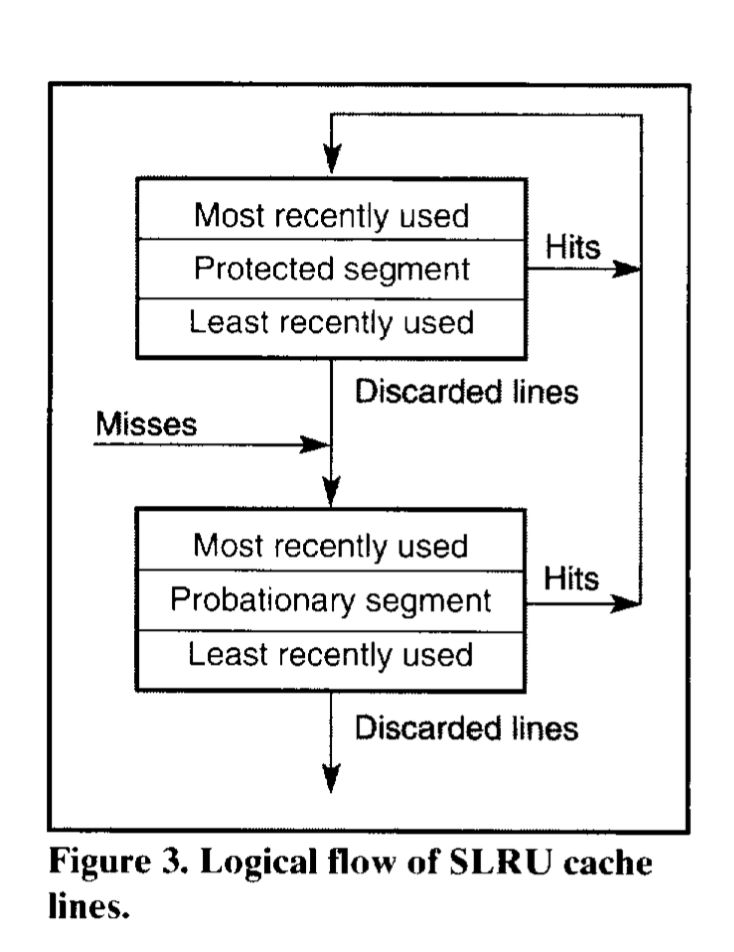 Most recently used
Protected segment
Hits
Least recently used
Discarded lines
Misses
Most recently used
Probationary segment
Hits
Least recently used
Discarded lines
Figure 3. Logical flow of SLRU cache
lines.